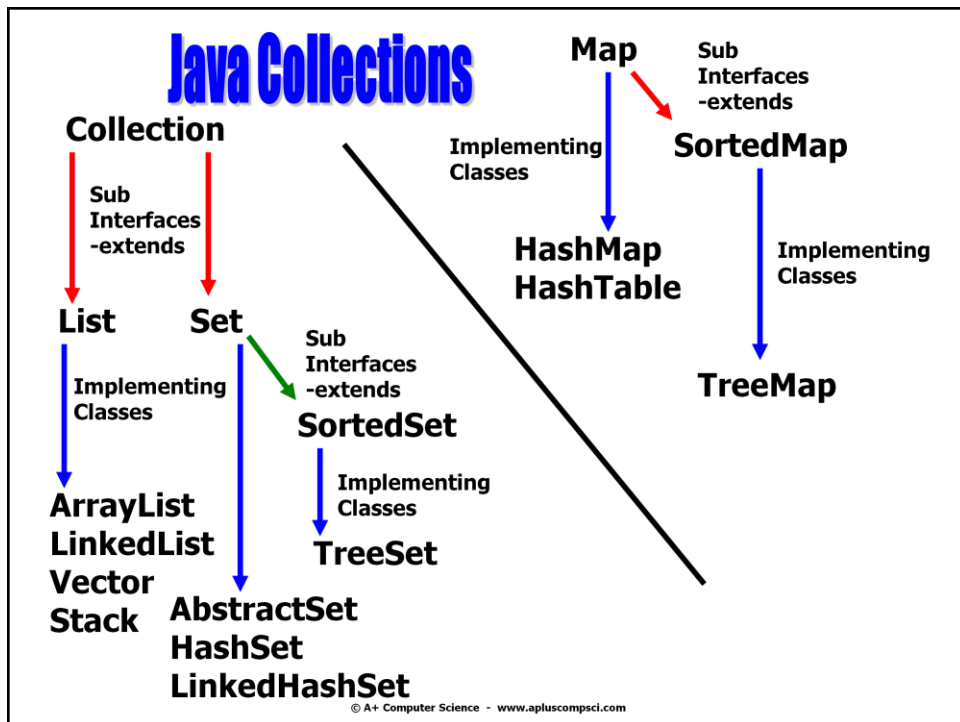 Java Collections
Collection
Sub
Interfaces
-extends
List
Set
Implementing
Classes
ArrayList
LinkedList
Vector
Stack
Sub
Interfaces
-extends
SortedSet
Implementing
Classes
TreeSet
AbstractSet
HashSet
LinkedHashSet
Map
Sub
Interfaces
-extends
SortedMap
Implementing
Classes
HashMap
HashTable
Implementing
Classes
TreeMap
© A+ Computer Science - www.apluscompsci.com